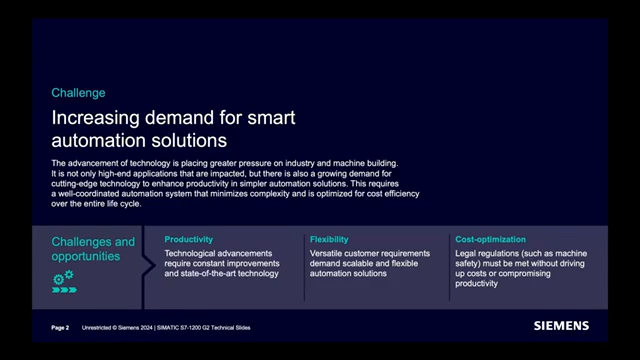 Challenge
Increasing demand for smart
automation solutions
The advancement of technology is placing greater pressure on industry and machine building.
It is not only high-end applications that are impacted, but there is also a growing demand for
cutting-edge technology to enhance productivity in simpler automation solutions. This requires
a well-coordinated automation system that minimizes complexity and is optimized for cost efficiency
over the entire life cycle.
Challenges and
opportunities
Productivity
Technological advancements
require constant improvements
and state-of-the-art technology
Flexibility
Versatile customer requirements
demand scalable and flexible
automation solutions
Cost-optimization
Legal regulations (such as machine
safety) must be met without driving
up costs or compromising
productivity
Page 2 Unrestricted © Siemens 2024 | SIMATIC S7-1200 G2 Technical Slides
SIEMENS